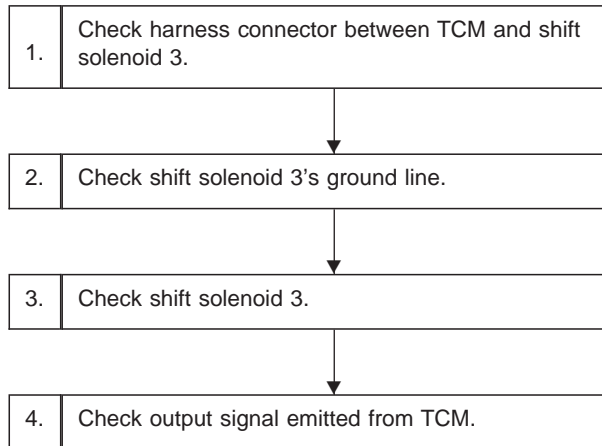 1. Check harness connector between TCM and shift
solenoid 3.
2. Check shift solenoid 3's ground line.
3. Check shift solenoid 3.
4. Check output signal emitted from TCM.